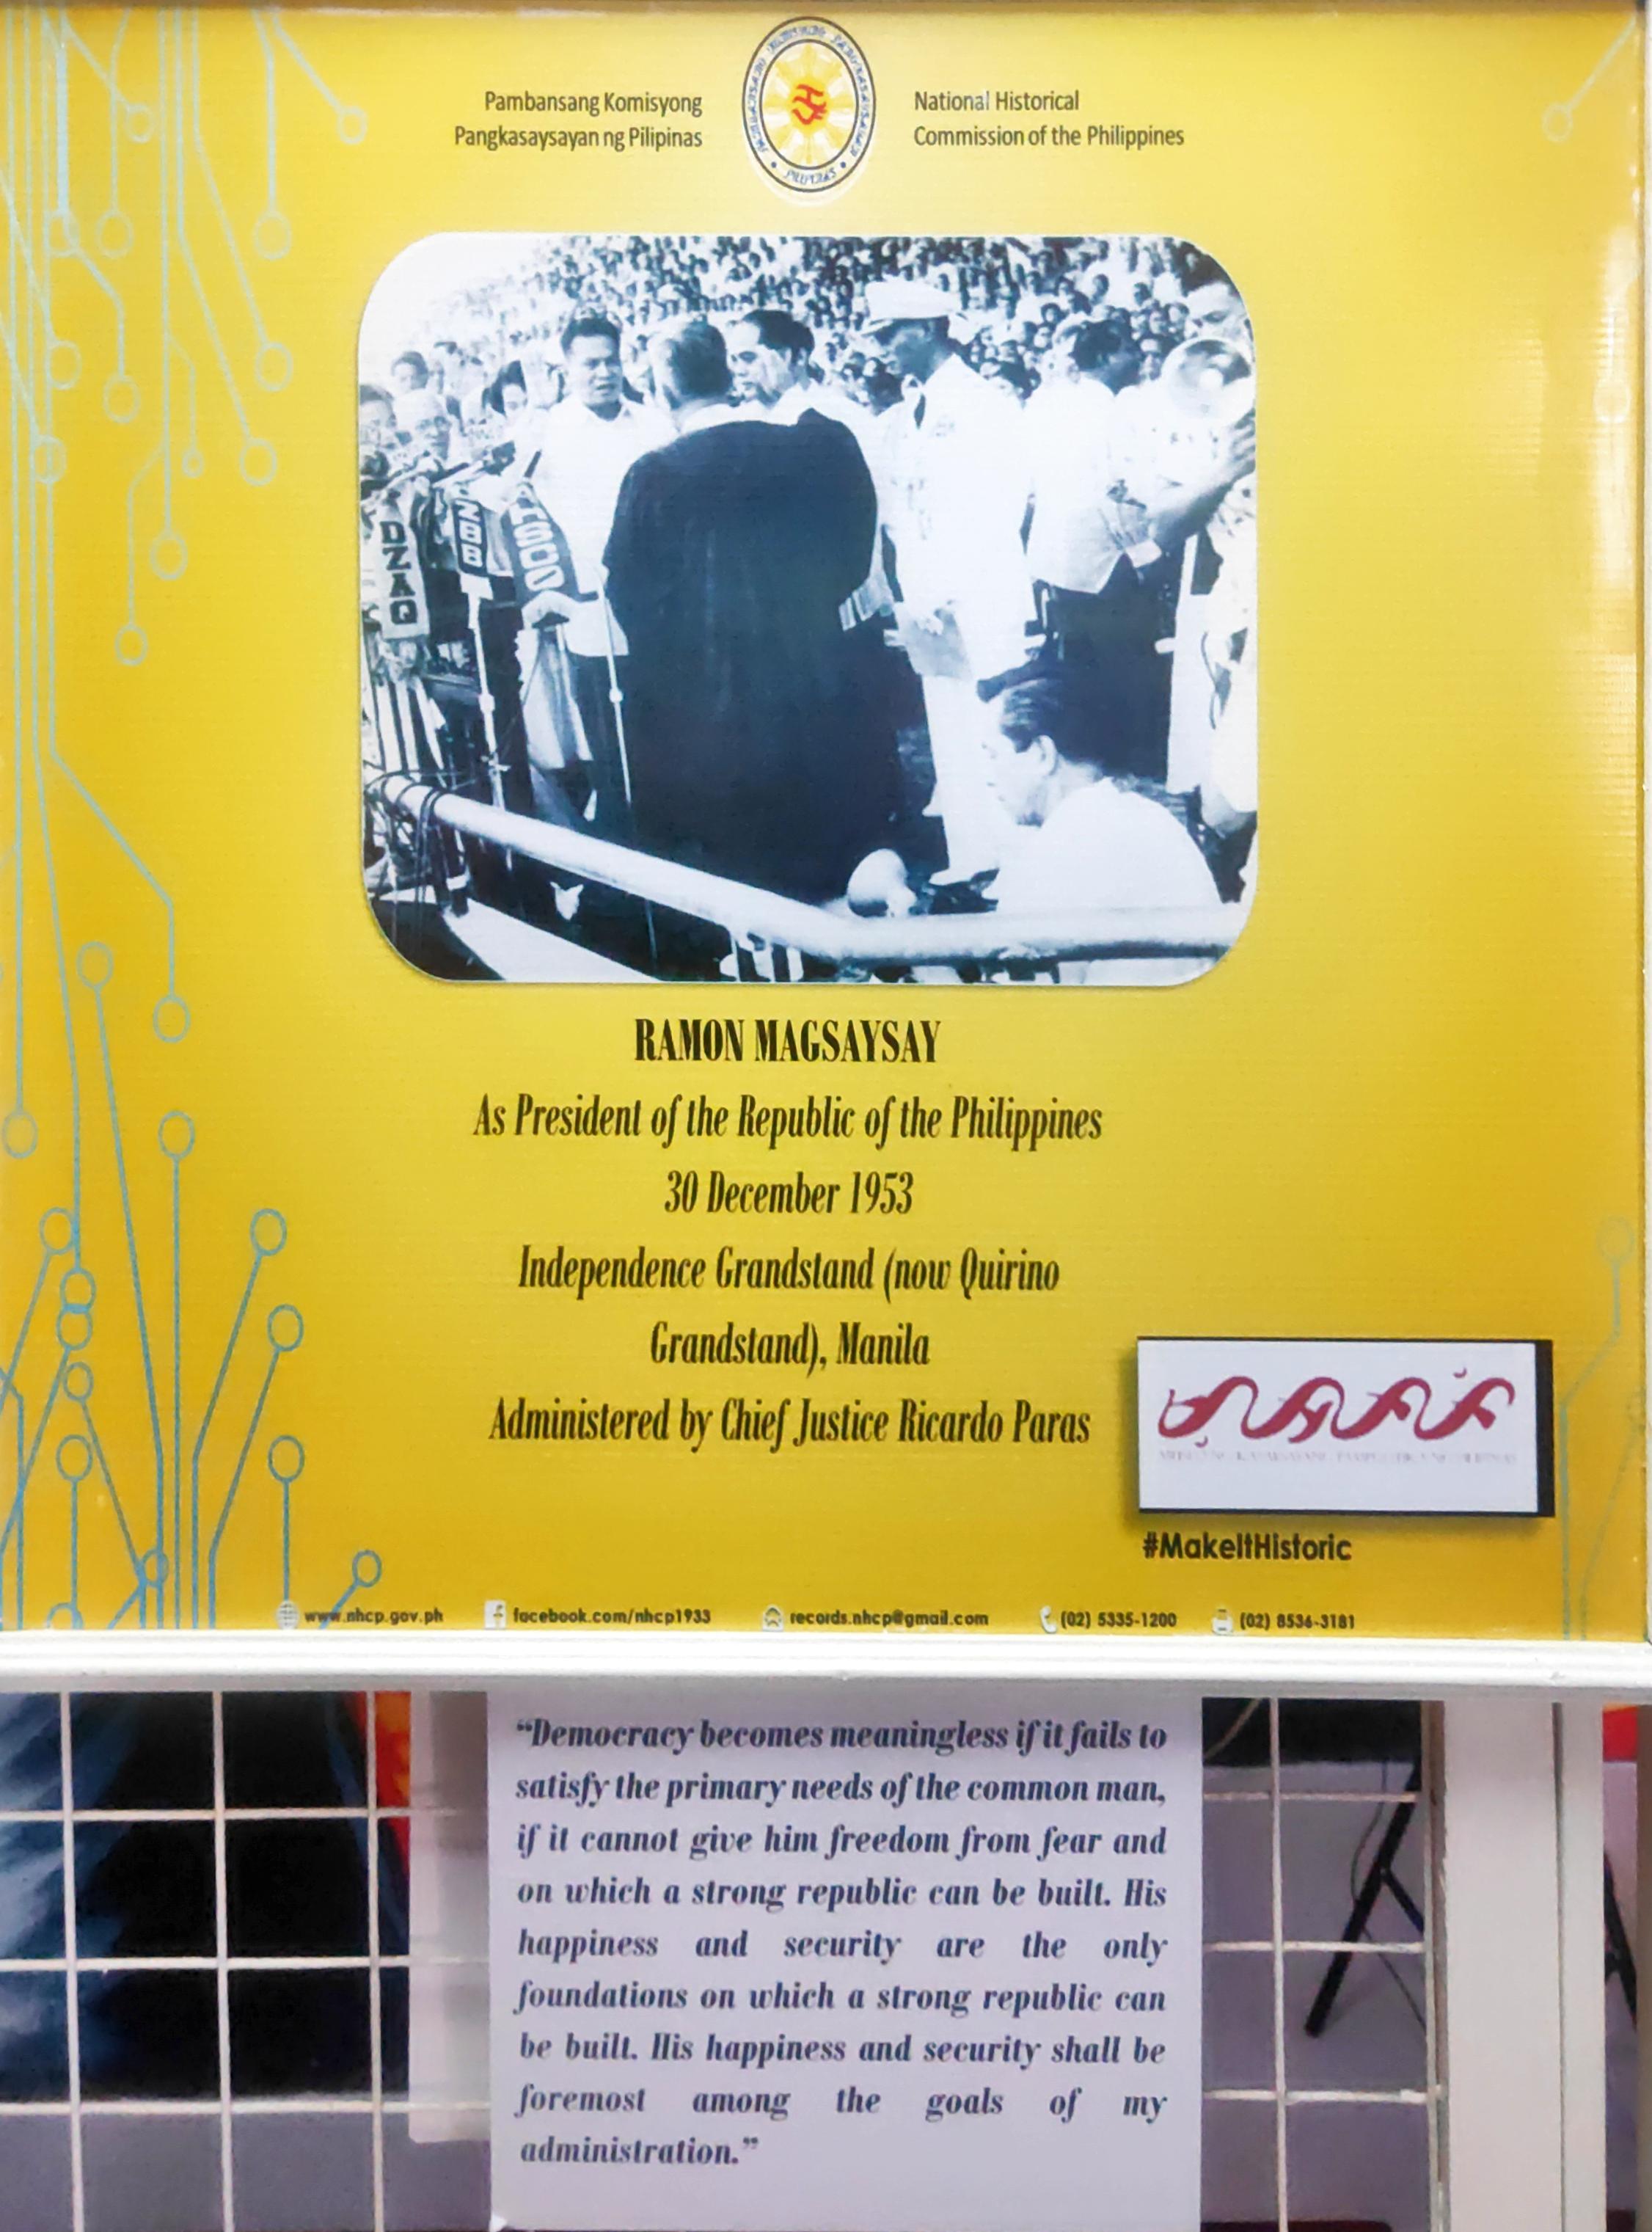 Pambansang Komisyong
Pangkasaysayan ng Pilipinas
National Historical
Commission of the Philippines
PILIPINAS
DZAQ
ZBB
HSCO
RAMON MAGSAYSAY
As President of the Republic of the Philippines
30 December 1953
Independence Grandstand (now Quirino
Grandstand), Manila
Administered by Chief Justice Ricardo Paras
#MakeItHistoric
www.nhcp.gov.ph
facebook.com/nhcp1933
records.nhcp@gmail.com
(02) 5335-1200
(02) 8536-3181
“Democracy becomes meaningless if it fails to
satisfy the primary needs of the common man,
if it cannot give him freedom from fear and
on which a strong republic can be built. His
happiness and security are the only
foundations on which a strong republic can
be built. His happiness and security shall be
foremost among the goals of my
administration.”